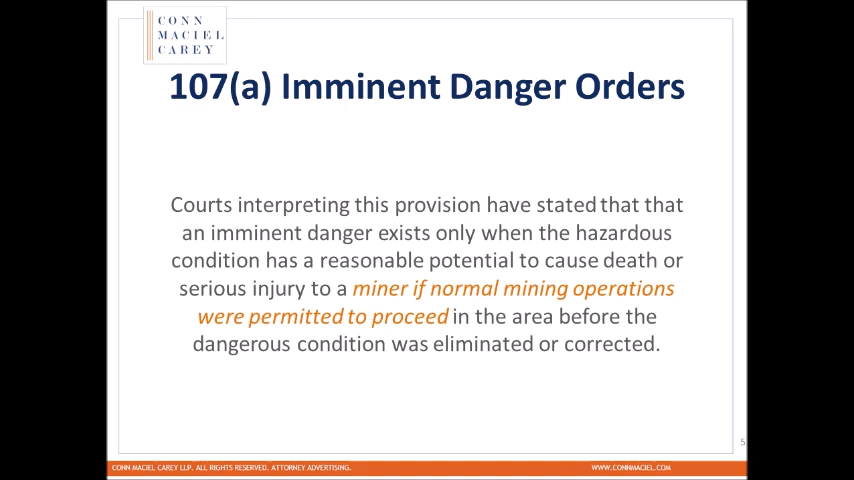 CONN
MACIEL
CAREY
107(a) Imminent Danger Orders
Courts interpreting this provision have stated that that
an imminent danger exists only when the hazardous
condition has a reasonable potential to cause death or
serious injury to a miner if normal mining operations
were permitted to proceed in the area before the
dangerous condition was eliminated or corrected.
5
CONN MACIEL CAREY LLP. ALL RIGHTS RESERVED. ATTORNEY ADVERTISING.
WWW.CONNMACIEL.COM